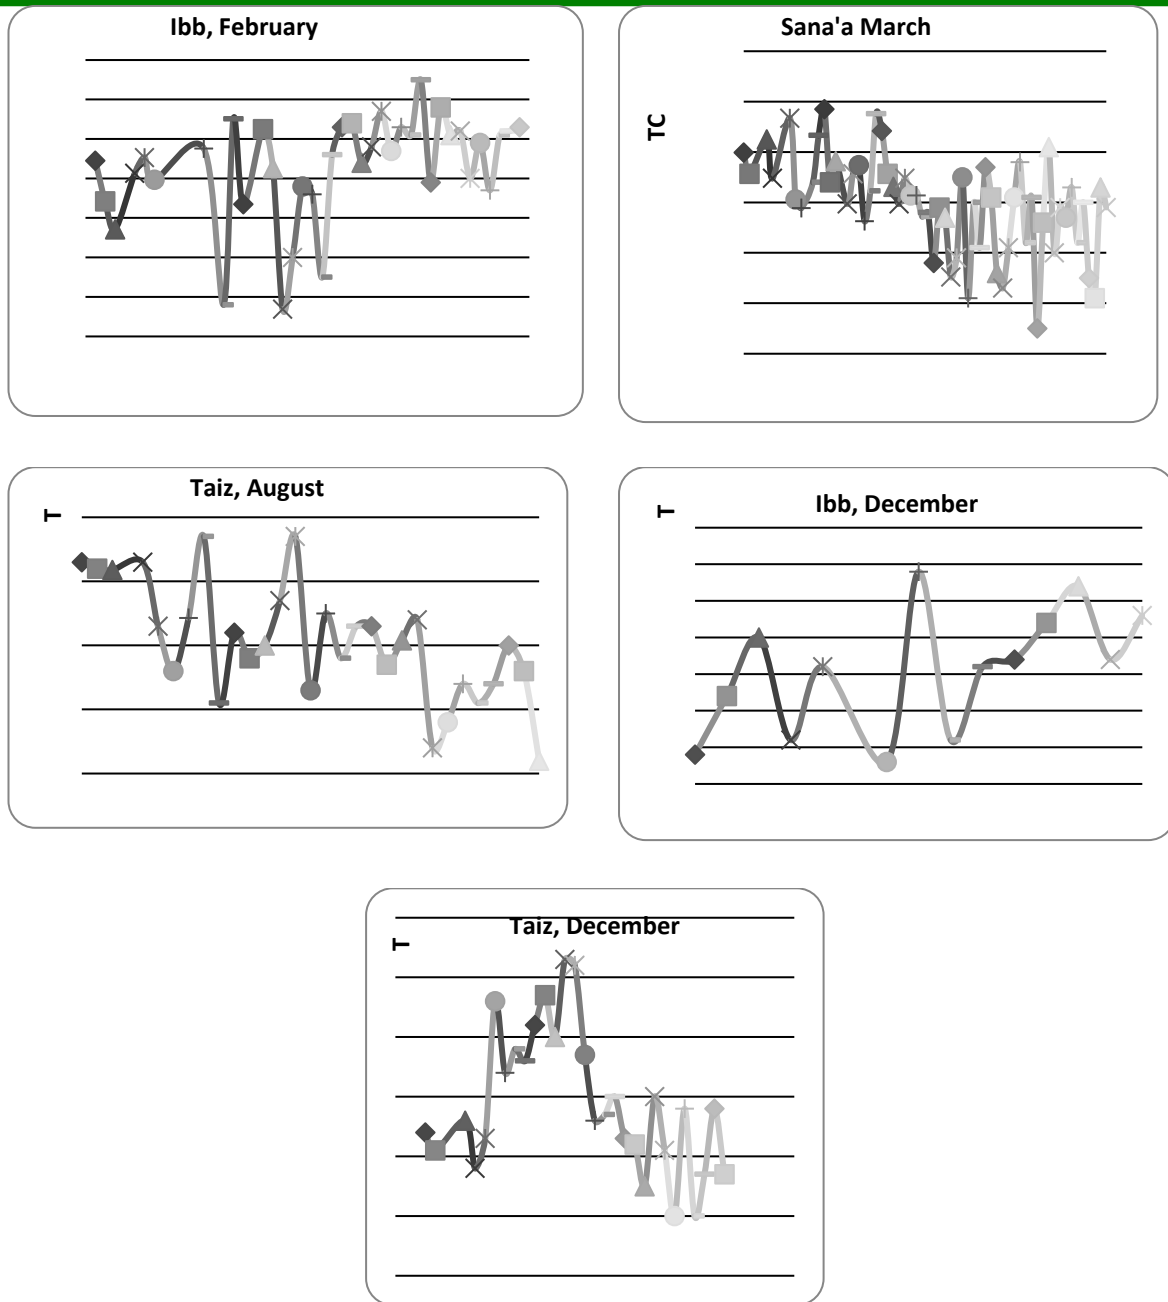 Ibb, February
Sana'a March
TC
Taiz, August
T
Ibb, December
T
Taiz, December
T